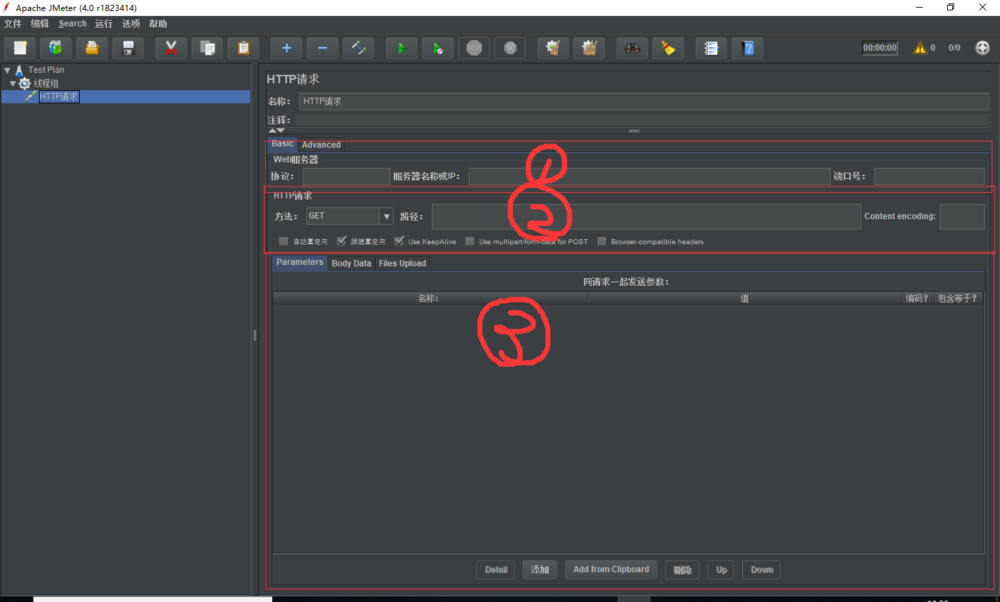 Apache JMeter (4.0 r1823414)
文件 编辑 Search 运行 选项 帮助
STOP 00:00:00 0 0/0
Test Plan
线程组
HTTP请求
HTTP请求
名称： HTTP请求
注释：
Basic Advanced
Web服务器
协议： 服务器名称或IP： 端口号：
1
HTTP请求
方法： GET 路径： Content encoding:
2
自动重定向 跟随重定向 Use KeepAlive Use multipart/form-data for POST Browser-compatible headers
Parameters Body Data Files Upload
同请求一起发送参数：
名称： 值 编码？ 包含等于？
3
Detail 添加 Add from Clipboard 删除 Up Down